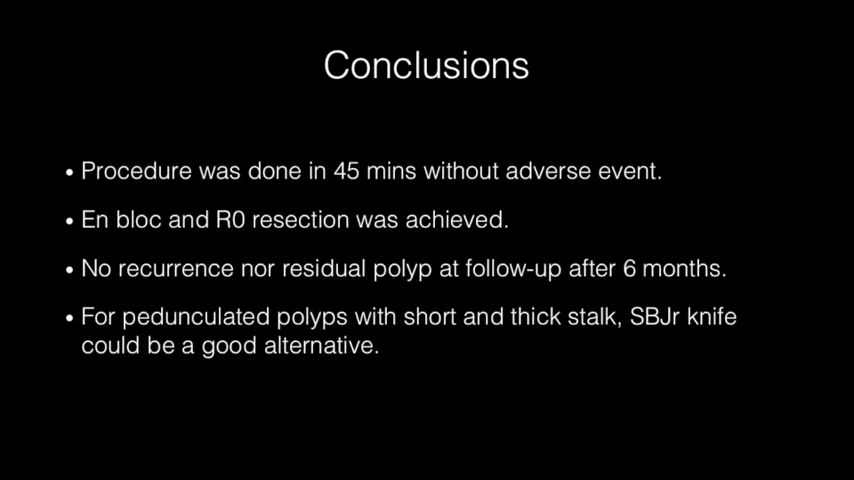 Conclusions
• Procedure was done in 45 mins without adverse event.
• En bloc and R0 resection was achieved.
• No recurrence nor residual polyp at follow-up after 6 months.
• For pedunculated polyps with short and thick stalk, SBJr knife
could be a good alternative.